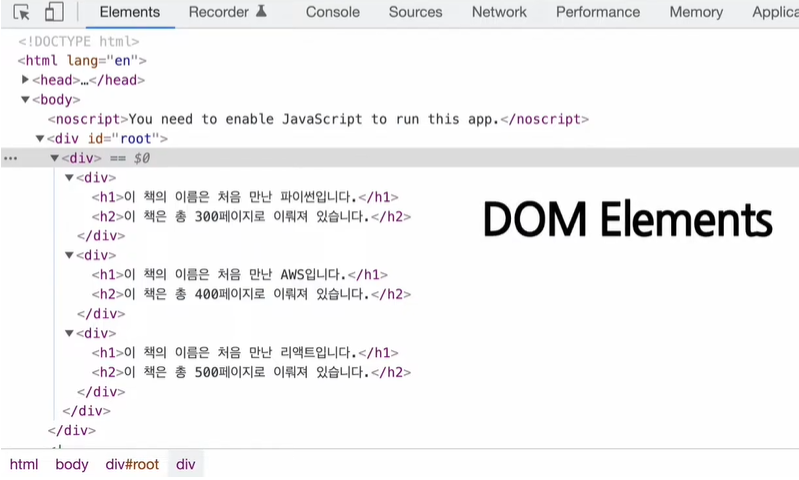 Elements Recorder Console Sources Network Performance Memory Applica
<!DOCTYPE html>
<html lang="en">
<head>…</head>
<body>
<noscript>You need to enable JavaScript to run this app.</noscript>
<div id="root">
… <div> == $0
<div>
<h1>이 책의 이름은 처음 만난 파이썬입니다.</h1>
<h2>이 책은 총 300페이지로 이뤄져 있습니다.</h2>
</div>
<div>
<h1>이 책의 이름은 처음 만난 AWS입니다.</h1>
<h2>이 책은 총 400페이지로 이뤄져 있습니다.</h2>
</div>
<div>
<h1>이 책의 이름은 처음 만난 리액트입니다.</h1>
<h2>이 책은 총 500페이지로 이뤄져 있습니다.</h2>
</div>
</div>
</div>
DOM Elements
html body div#root div